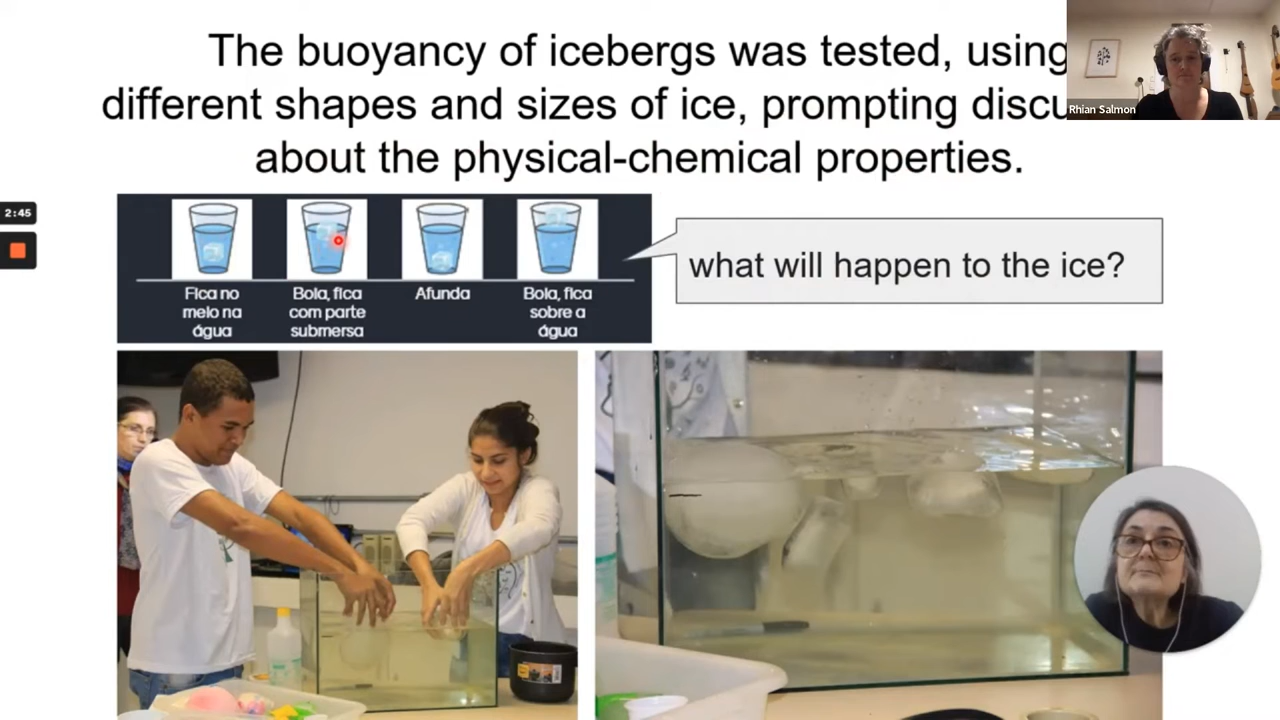 The buoyancy of icebergs was tested, using
different shapes and sizes of ice, prompting discu
about the physical-chemical properties.
Rhian Salmon
2:45
what will happen to the ice?
Fica no
meio na
água
Boia, fica
com parte
submersa
Afunda
Boia, fica
sobre a
água